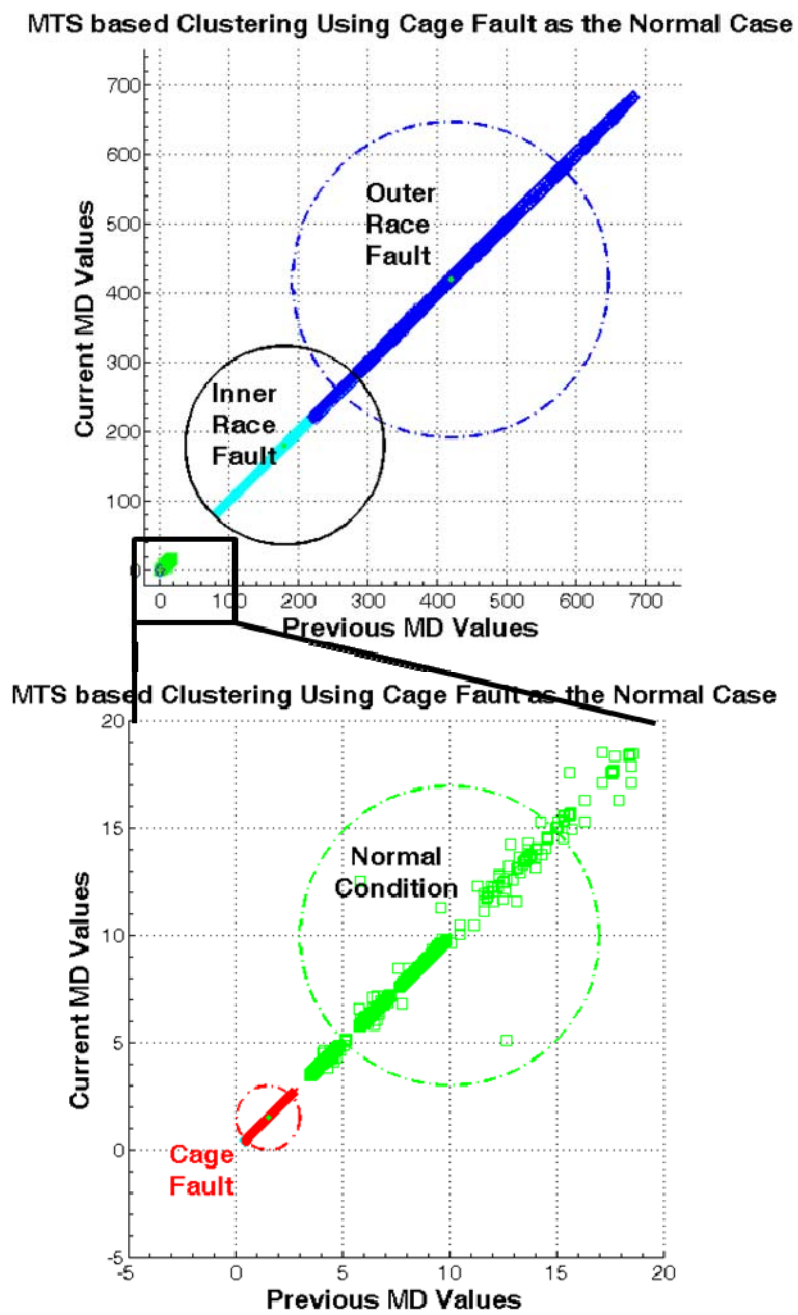 MTS based Clustering Using Cage Fault as the Normal Case
700
600
500
400
300
200
100
0
Current MD Values
Outer
Race
Fault
Inner
Race
Fault
0 100 200 300 400 500 600 700
Previous MD Values
MTS based Clustering Using Cage Fault as the Normal Case
20
15
10
5
0
-5
Current MD Values
Normal
Condition
Cage
Fault
-5 0 5 10 15 20
Previous MD Values